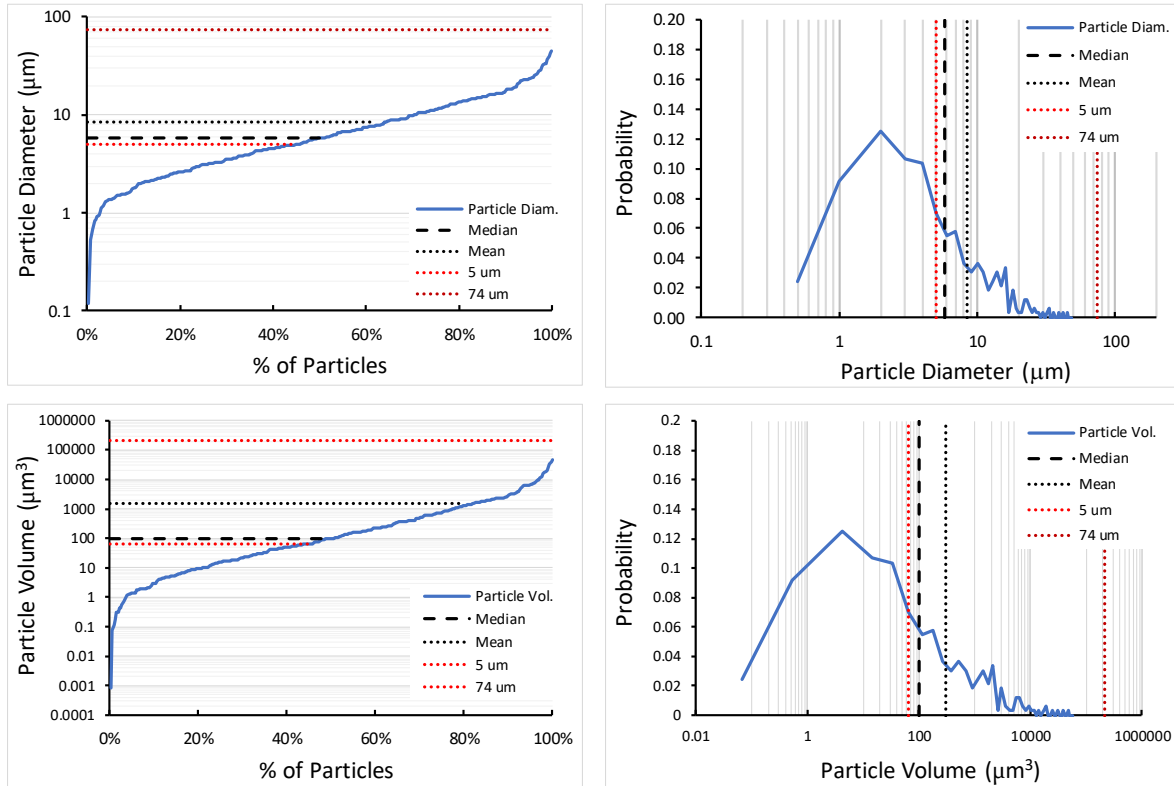 Particle Diameter (μm)
100
10
1
0.1
0%
20%
40%
60%
80%
100%
% of Particles
Particle Diam.
Median
Mean
5 um
74 um
Probability
0.20
0.18
0.16
0.14
0.12
0.10
0.08
0.06
0.04
0.02
0.00
0.1
1
10
100
Particle Diameter (μm)
Particle Diam.
Median
Mean
5 um
74 um
Particle Volume (μm³)
1000000
100000
10000
1000
100
10
1
0.1
0.01
0.001
0.0001
0%
20%
40%
60%
80%
100%
% of Particles
Particle Vol.
Median
Mean
5 um
74 um
Probability
0.2
0.18
0.16
0.14
0.12
0.1
0.08
0.06
0.04
0.02
0
0.01
1
100
10000
1000000
Particle Volume (μm³)
Particle Vol.
Median
Mean
5 um
74 um